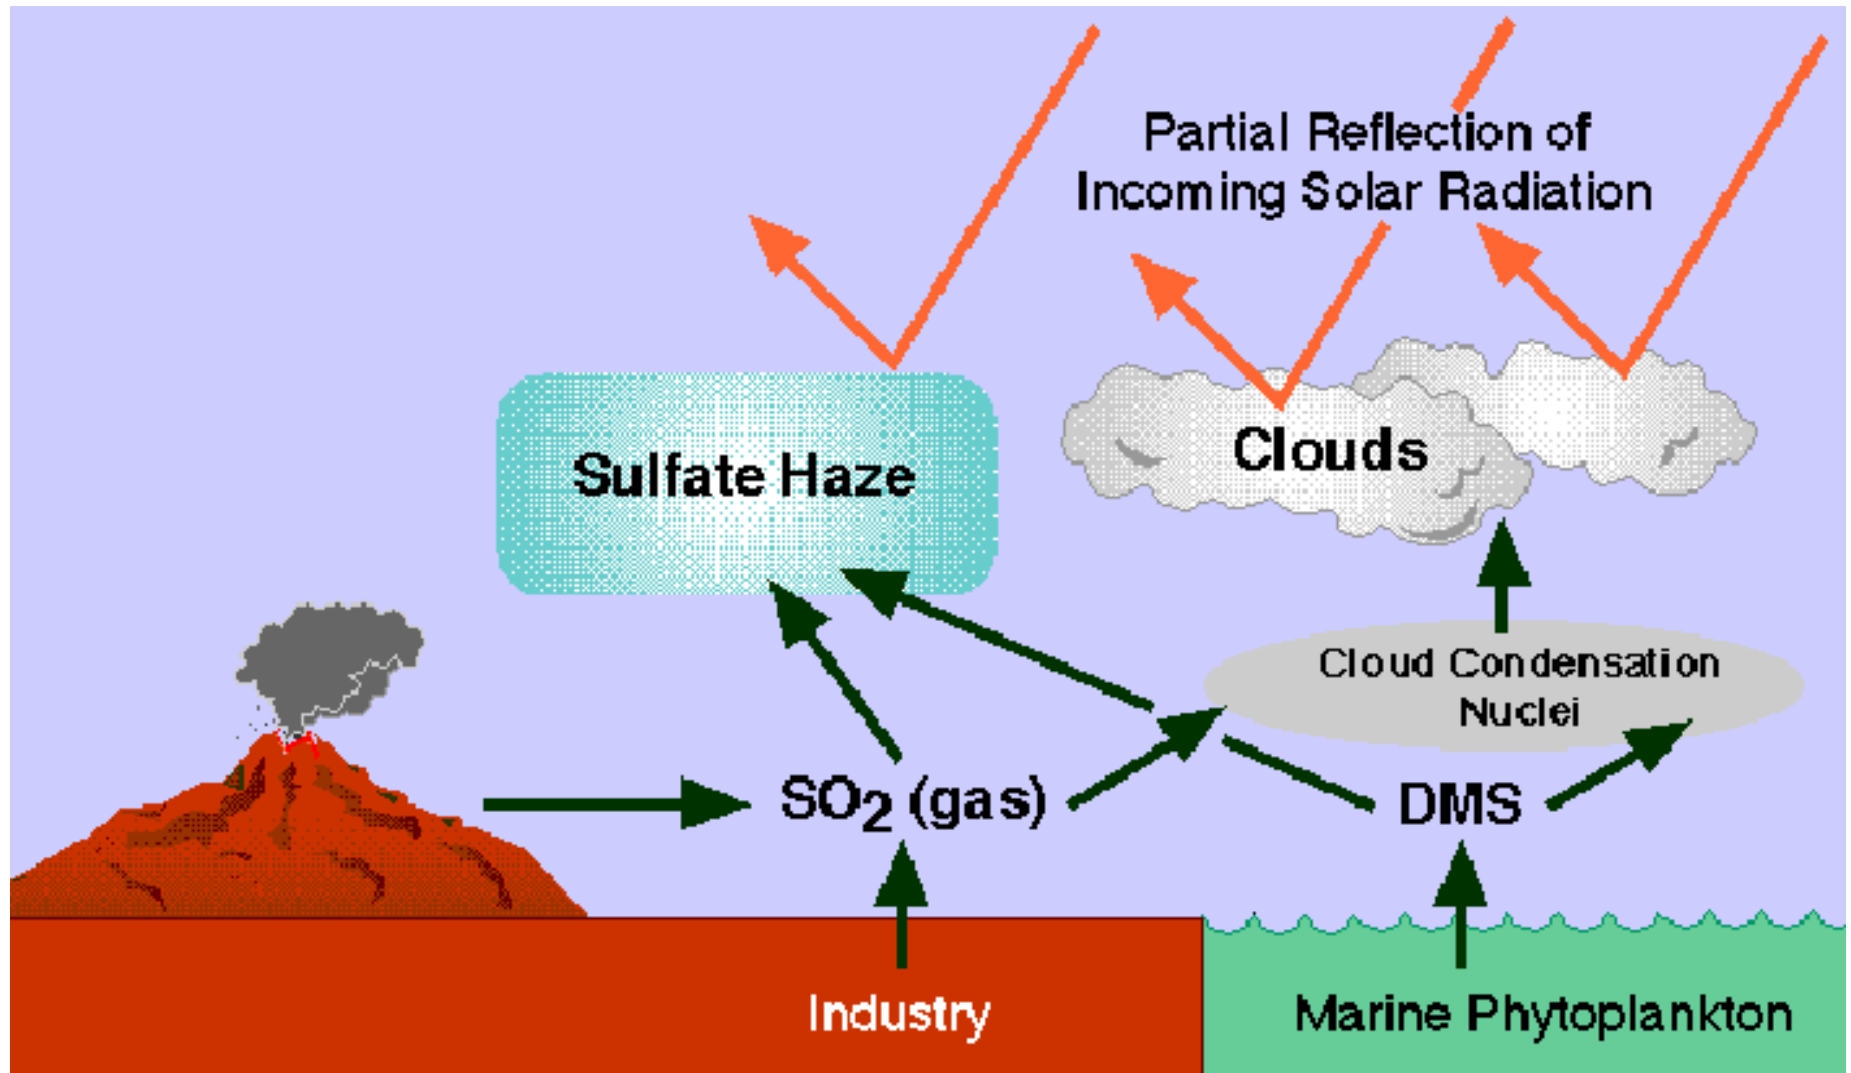 Partial Reflection of
Incoming Solar Radiation
Sulfate Haze
Clouds
Cloud Condensation
Nuclei
SO2 (gas)
DMS
Industry
Marine Phytoplankton